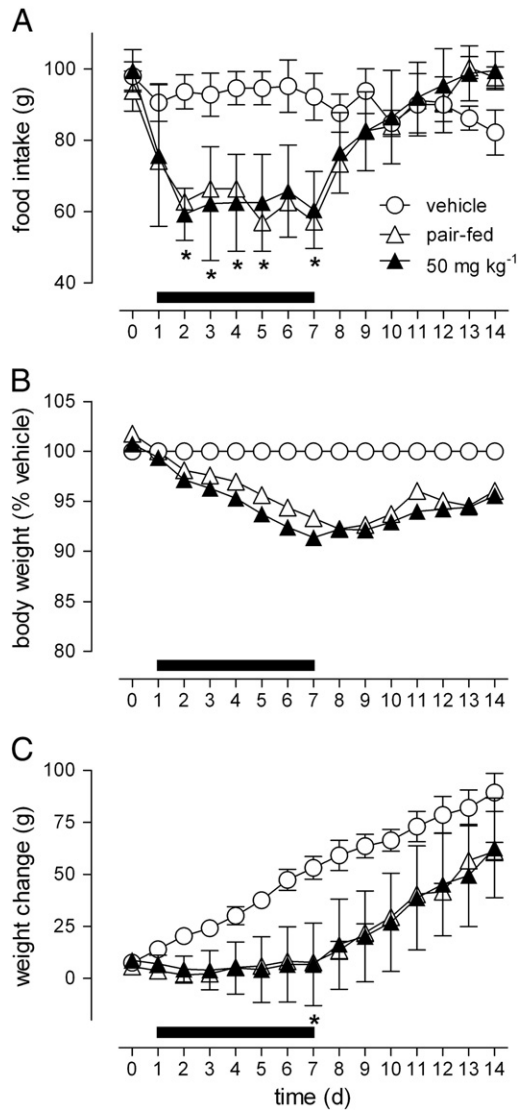 A
food intake (g)
100
80
60
40
vehicle
pair-fed
50 mg kg⁻¹
* * * * *
0 1 2 3 4 5 6 7 8 9 10 11 12 13 14
B
body weight (% vehicle)
105
100
95
90
85
80
0 1 2 3 4 5 6 7 8 9 10 11 12 13 14
C
weight change (g)
100
75
50
25
0
*
0 1 2 3 4 5 6 7 8 9 10 11 12 13 14
time (d)